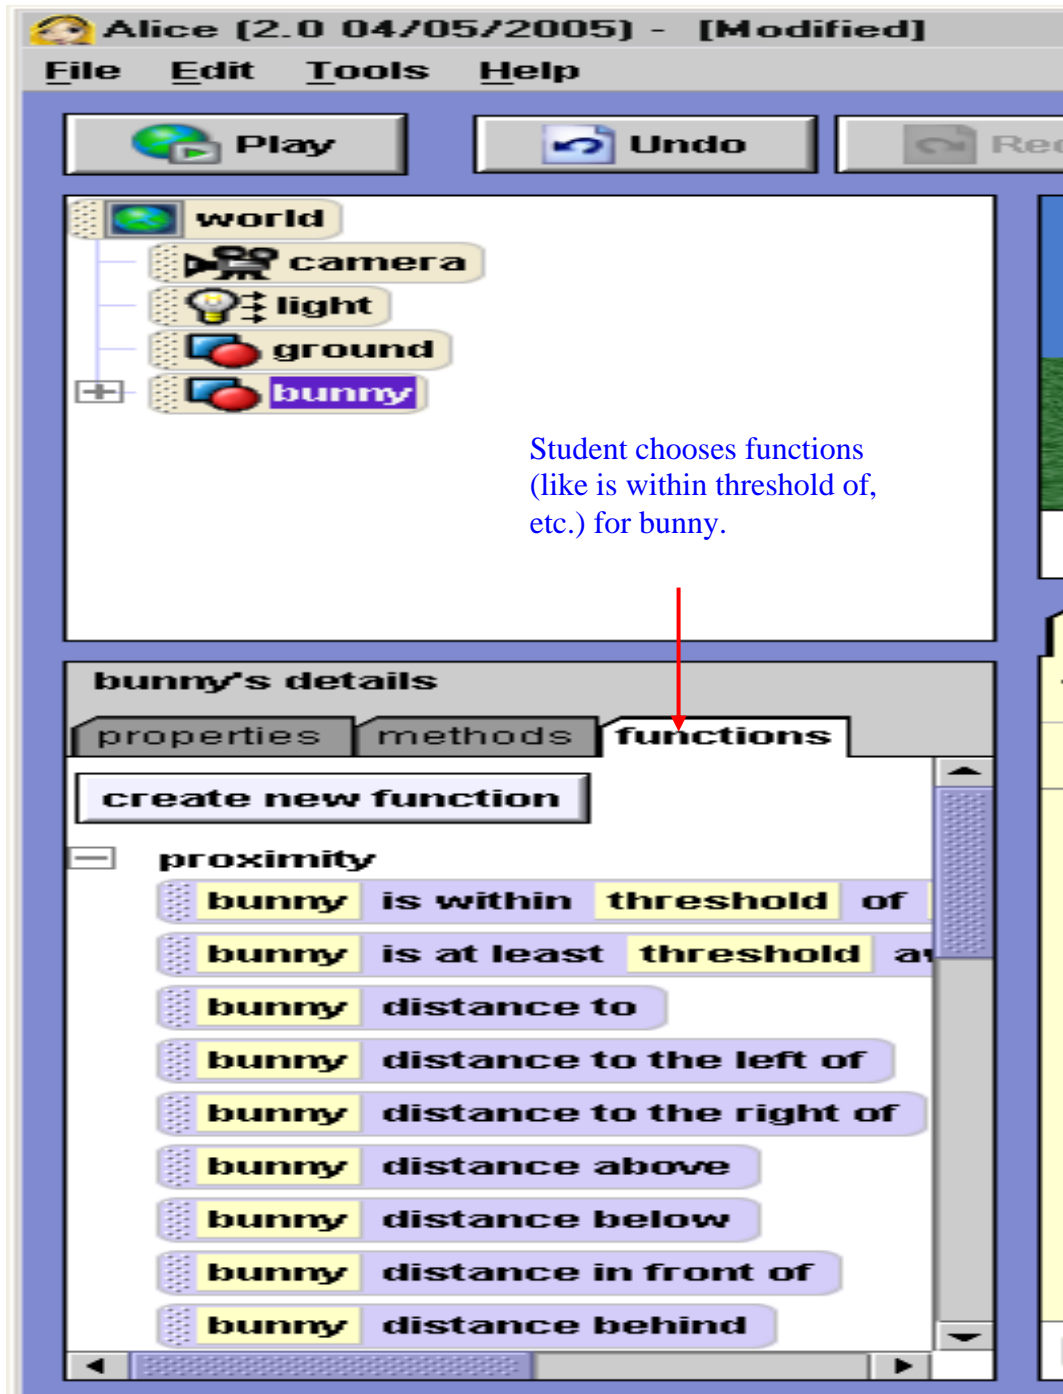 Alice (2.0 04/05/2005) - [Modified]
File Edit Tools Help
Play Undo
world
camera
light
ground
bunny
Student chooses functions
(like is within threshold of,
etc.) for bunny.
bunny's details
properties methods functions
create new function
proximity
bunny is within threshold of
bunny is at least threshold
bunny distance to
bunny distance to the left of
bunny distance to the right of
bunny distance above
bunny distance below
bunny distance in front of
bunny distance behind